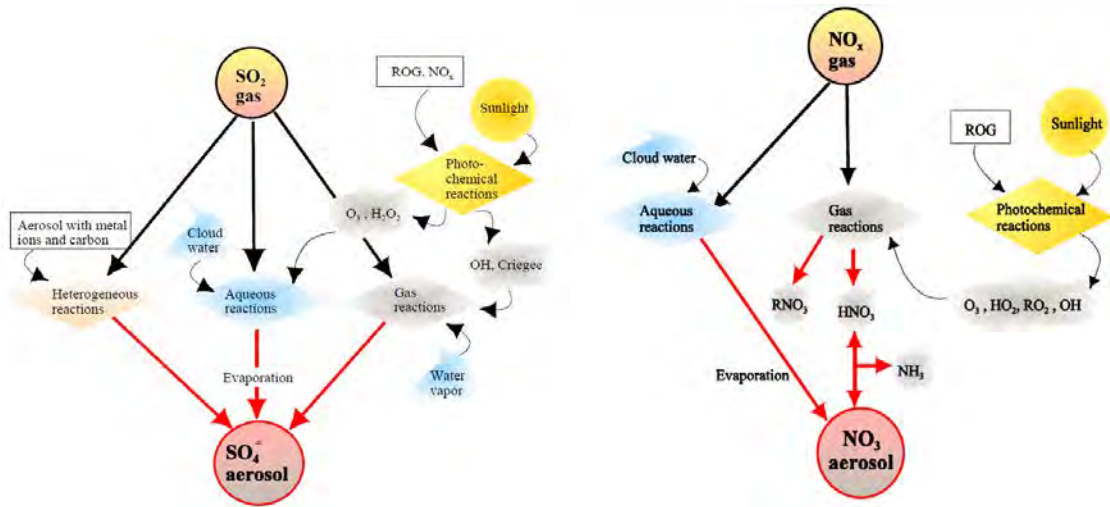 SO₂
gas
ROG, NOₓ
Sunlight
Photo-
chemical
reactions
O₃ , H₂O₂
Aerosol with metal
ions and carbon
Cloud
water
OH, Criegee
Heterogeneous
reactions
Aqueous
reactions
Gas
reactions
Evaporation
Water
vapor
SO₄⁼
aerosol
NOₓ
gas
ROG
Sunlight
Cloud water
Aqueous
reactions
Gas
reactions
Photochemical
reactions
RNO₃
HNO₃
O₃ , HO₂, RO₂ , OH
Evaporation
NH₃
NO₃
aerosol